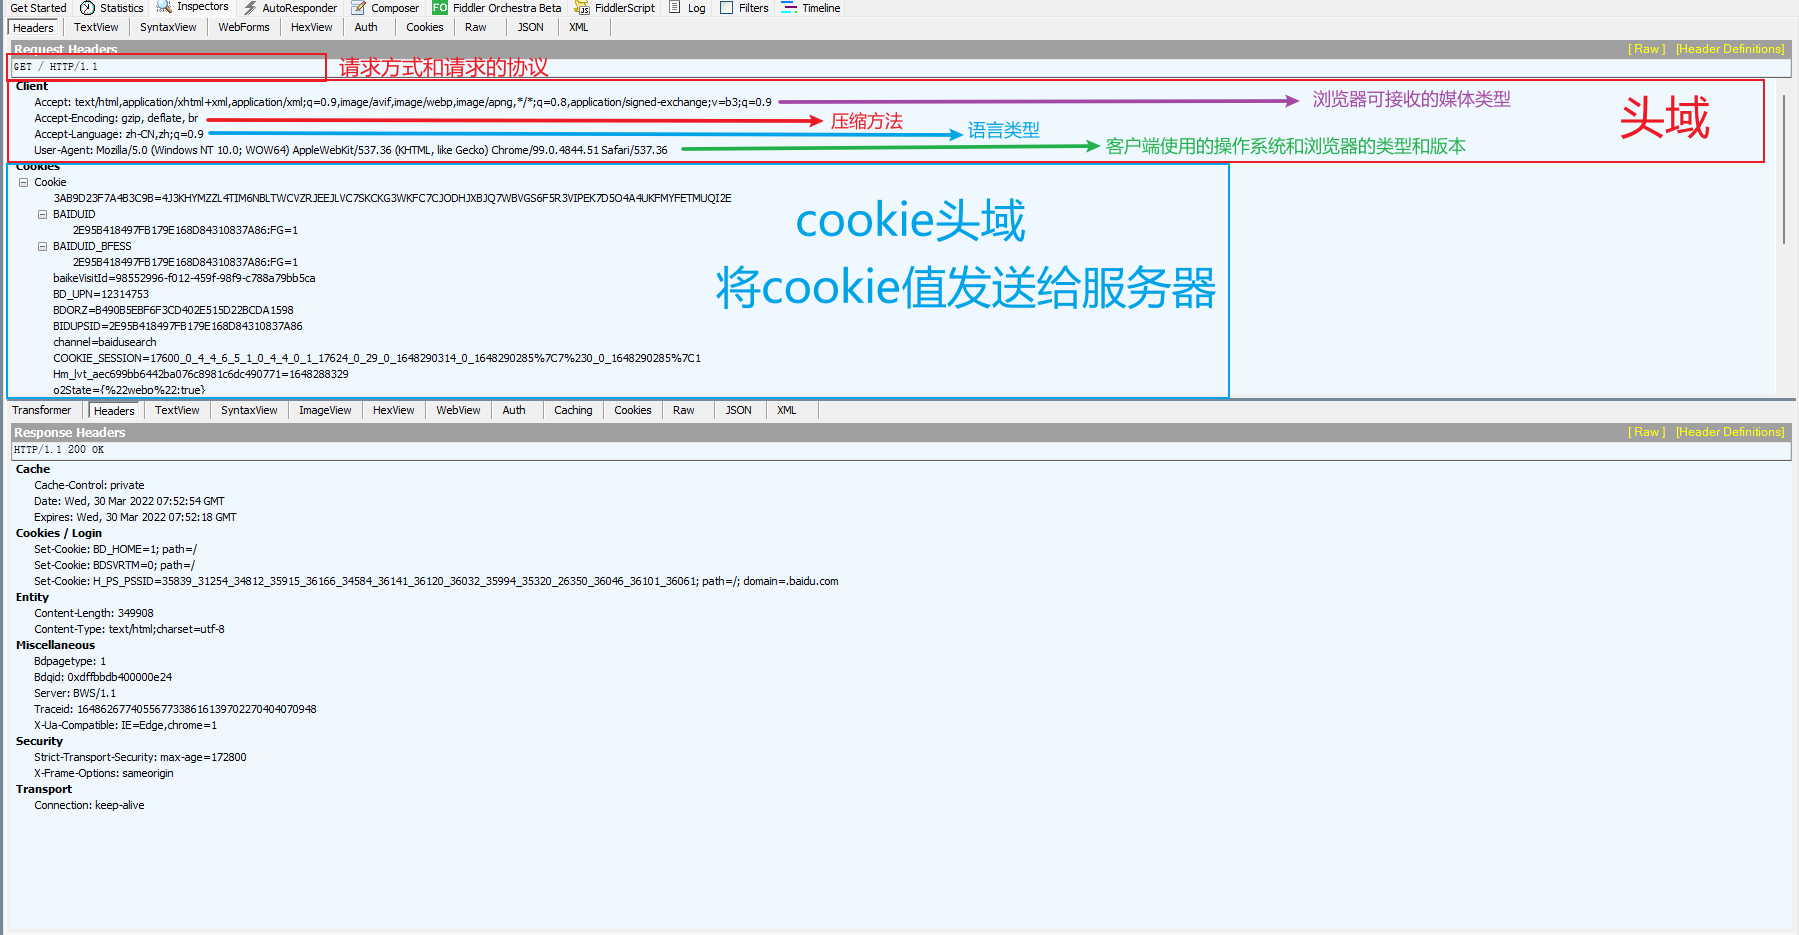 Get Started Statistics Inspectors AutoResponder Composer FO Fiddler Orchestra Beta FiddlerScript Log Filters Timeline
Headers TextView SyntaxView WebForms HexView Auth Cookies Raw JSON XML
Request Headers [ Raw ] [Header Definitions]
GET / HTTP/1.1 请求方式和请求的协议
Client
Accept: text/html,application/xhtml+xml,application/xml;q=0.9,image/avif,image/webp,image/apng,*/*;q=0.8,application/signed-exchange;v=b3;q=0.9 浏览器可接收的媒体类型
头域
Accept-Encoding: gzip, deflate, br 压缩方法
Accept-Language: zh-CN,zh;q=0.9 语言类型
User-Agent: Mozilla/5.0 (Windows NT 10.0; WOW64) AppleWebKit/537.36 (KHTML, like Gecko) Chrome/99.0.4844.51 Safari/537.36 客户端使用的操作系统和浏览器的类型和版本
Cookies
Cookie
3AB9D23F7A4B3C9B=4J3KHYMZZL4TIM6NBLTWCVZRJEEJLVC7SKCKG3WKFC7CJODHJXBJQ7WBVGS6F5R3VIPEK7D5O4A4UKFMYFETMUQI2E
BAIDUID
cookie头域
2E95B418497FB179E168D84310837A86:FG=1
BAIDUID_BFESS
2E95B418497FB179E168D84310837A86:FG=1
baikeVisitId=98552996-f012-459f-98f9-c788a79bb5ca
将cookie值发送给服务器
BD_UPN=12314753
BDORZ=B490B5EBF6F3CD402E515D22BCDA1598
BIDUPSID=2E95B418497FB179E168D84310837A86
channel=baidusearch
COOKIE_SESSION=17600_0_4_4_6_5_1_0_4_4_0_1_17624_0_29_0_1648290314_0_1648290285%7C7%230_0_1648290285%7C1
Hm_lvt_aec699bb6442ba076c8981c6dc490771=1648288329
o2State={%22webp%22:true}
Transformer Headers TextView SyntaxView ImageView HexView WebView Auth Caching Cookies Raw JSON XML
Response Headers [ Raw ] [Header Definitions]
HTTP/1.1 200 OK
Cache
Cache-Control: private
Date: Wed, 30 Mar 2022 07:52:54 GMT
Expires: Wed, 30 Mar 2022 07:52:18 GMT
Cookies / Login
Set-Cookie: BD_HOME=1; path=/
Set-Cookie: BDSVRTM=0; path=/
Set-Cookie: H_PS_PSSID=35839_31254_34812_35915_36166_34584_36141_36120_36032_35994_35320_26350_36046_36101_36061; path=/; domain=.baidu.com
Entity
Content-Length: 349908
Content-Type: text/html;charset=utf-8
Miscellaneous
Bdpagetype: 1
Bdqid: 0xdffbbdb400000e24
Server: BWS/1.1
Traceid: 1648626774055677338616139702270404070948
X-Ua-Compatible: IE=Edge,chrome=1
Security
Strict-Transport-Security: max-age=172800
X-Frame-Options: sameorigin
Transport
Connection: keep-alive